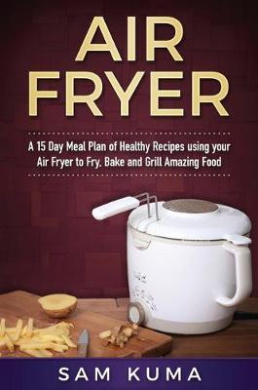 AIR
FRYER
A 15 Day Meal Plan of Healthy Recipes using your
Air Fryer to Fry, Bake and Grill Amazing Food
SAM KUMA